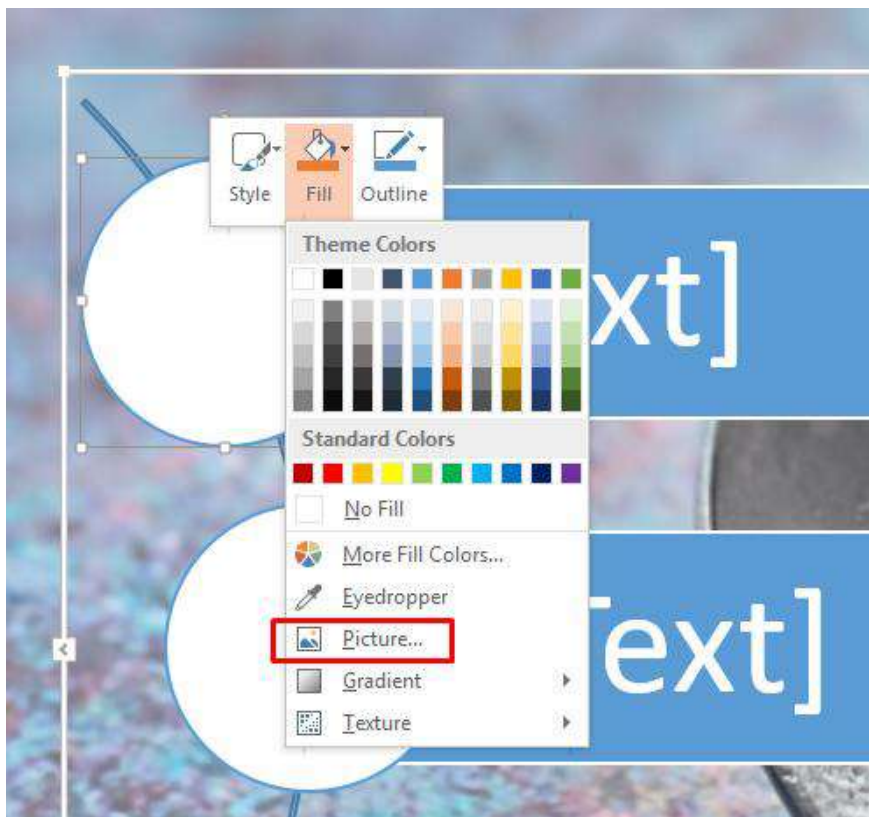 Style Fill Outline
Theme Colors
xt]
Standard Colors
No Fill
More Fill Colors...
Eyedropper
Picture...
ext]
Gradient
Texture